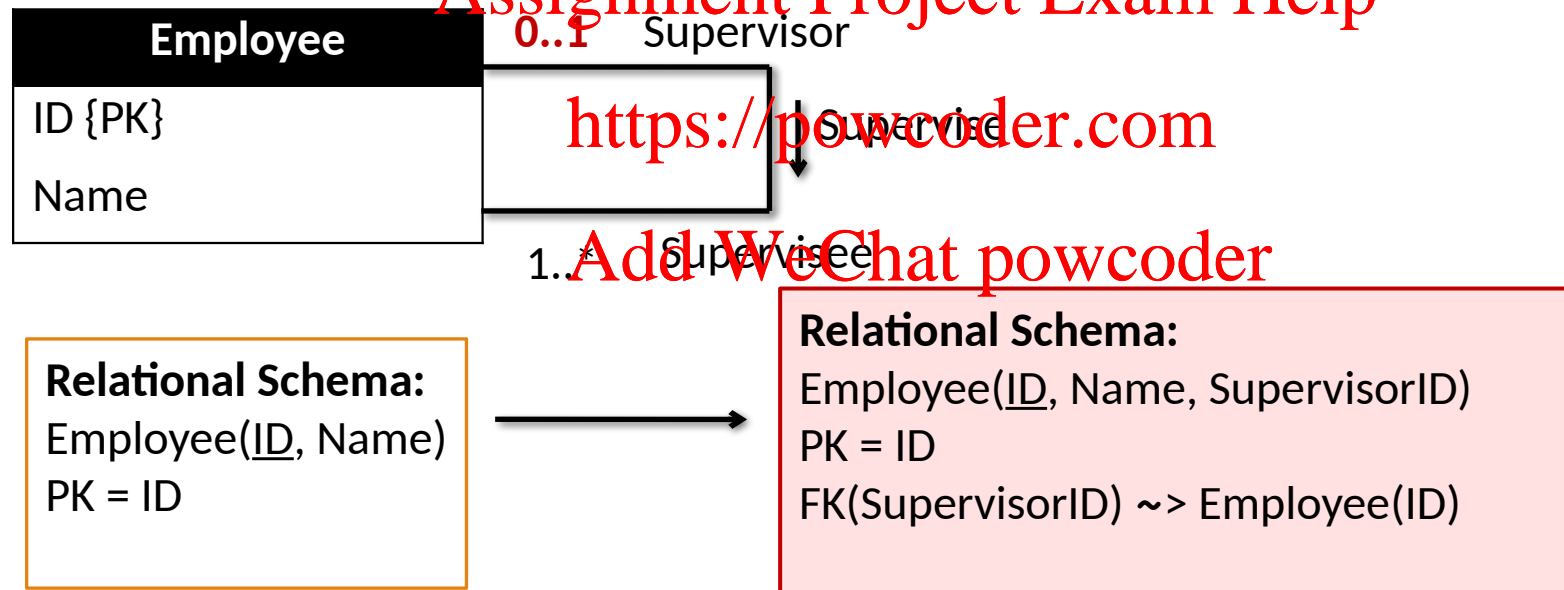 Assignment Project Exam Help
Employee
0..1 Supervisor
ID {PK}
https://powcoder.com
Supervise
Name
1..* Supervisee
Add WeChat powcoder
Relational Schema:
Employee(ID, Name)
PK = ID
Relational Schema:
Employee(ID, Name, SupervisorID)
PK = ID
FK(SupervisorID) ~> Employee(ID)